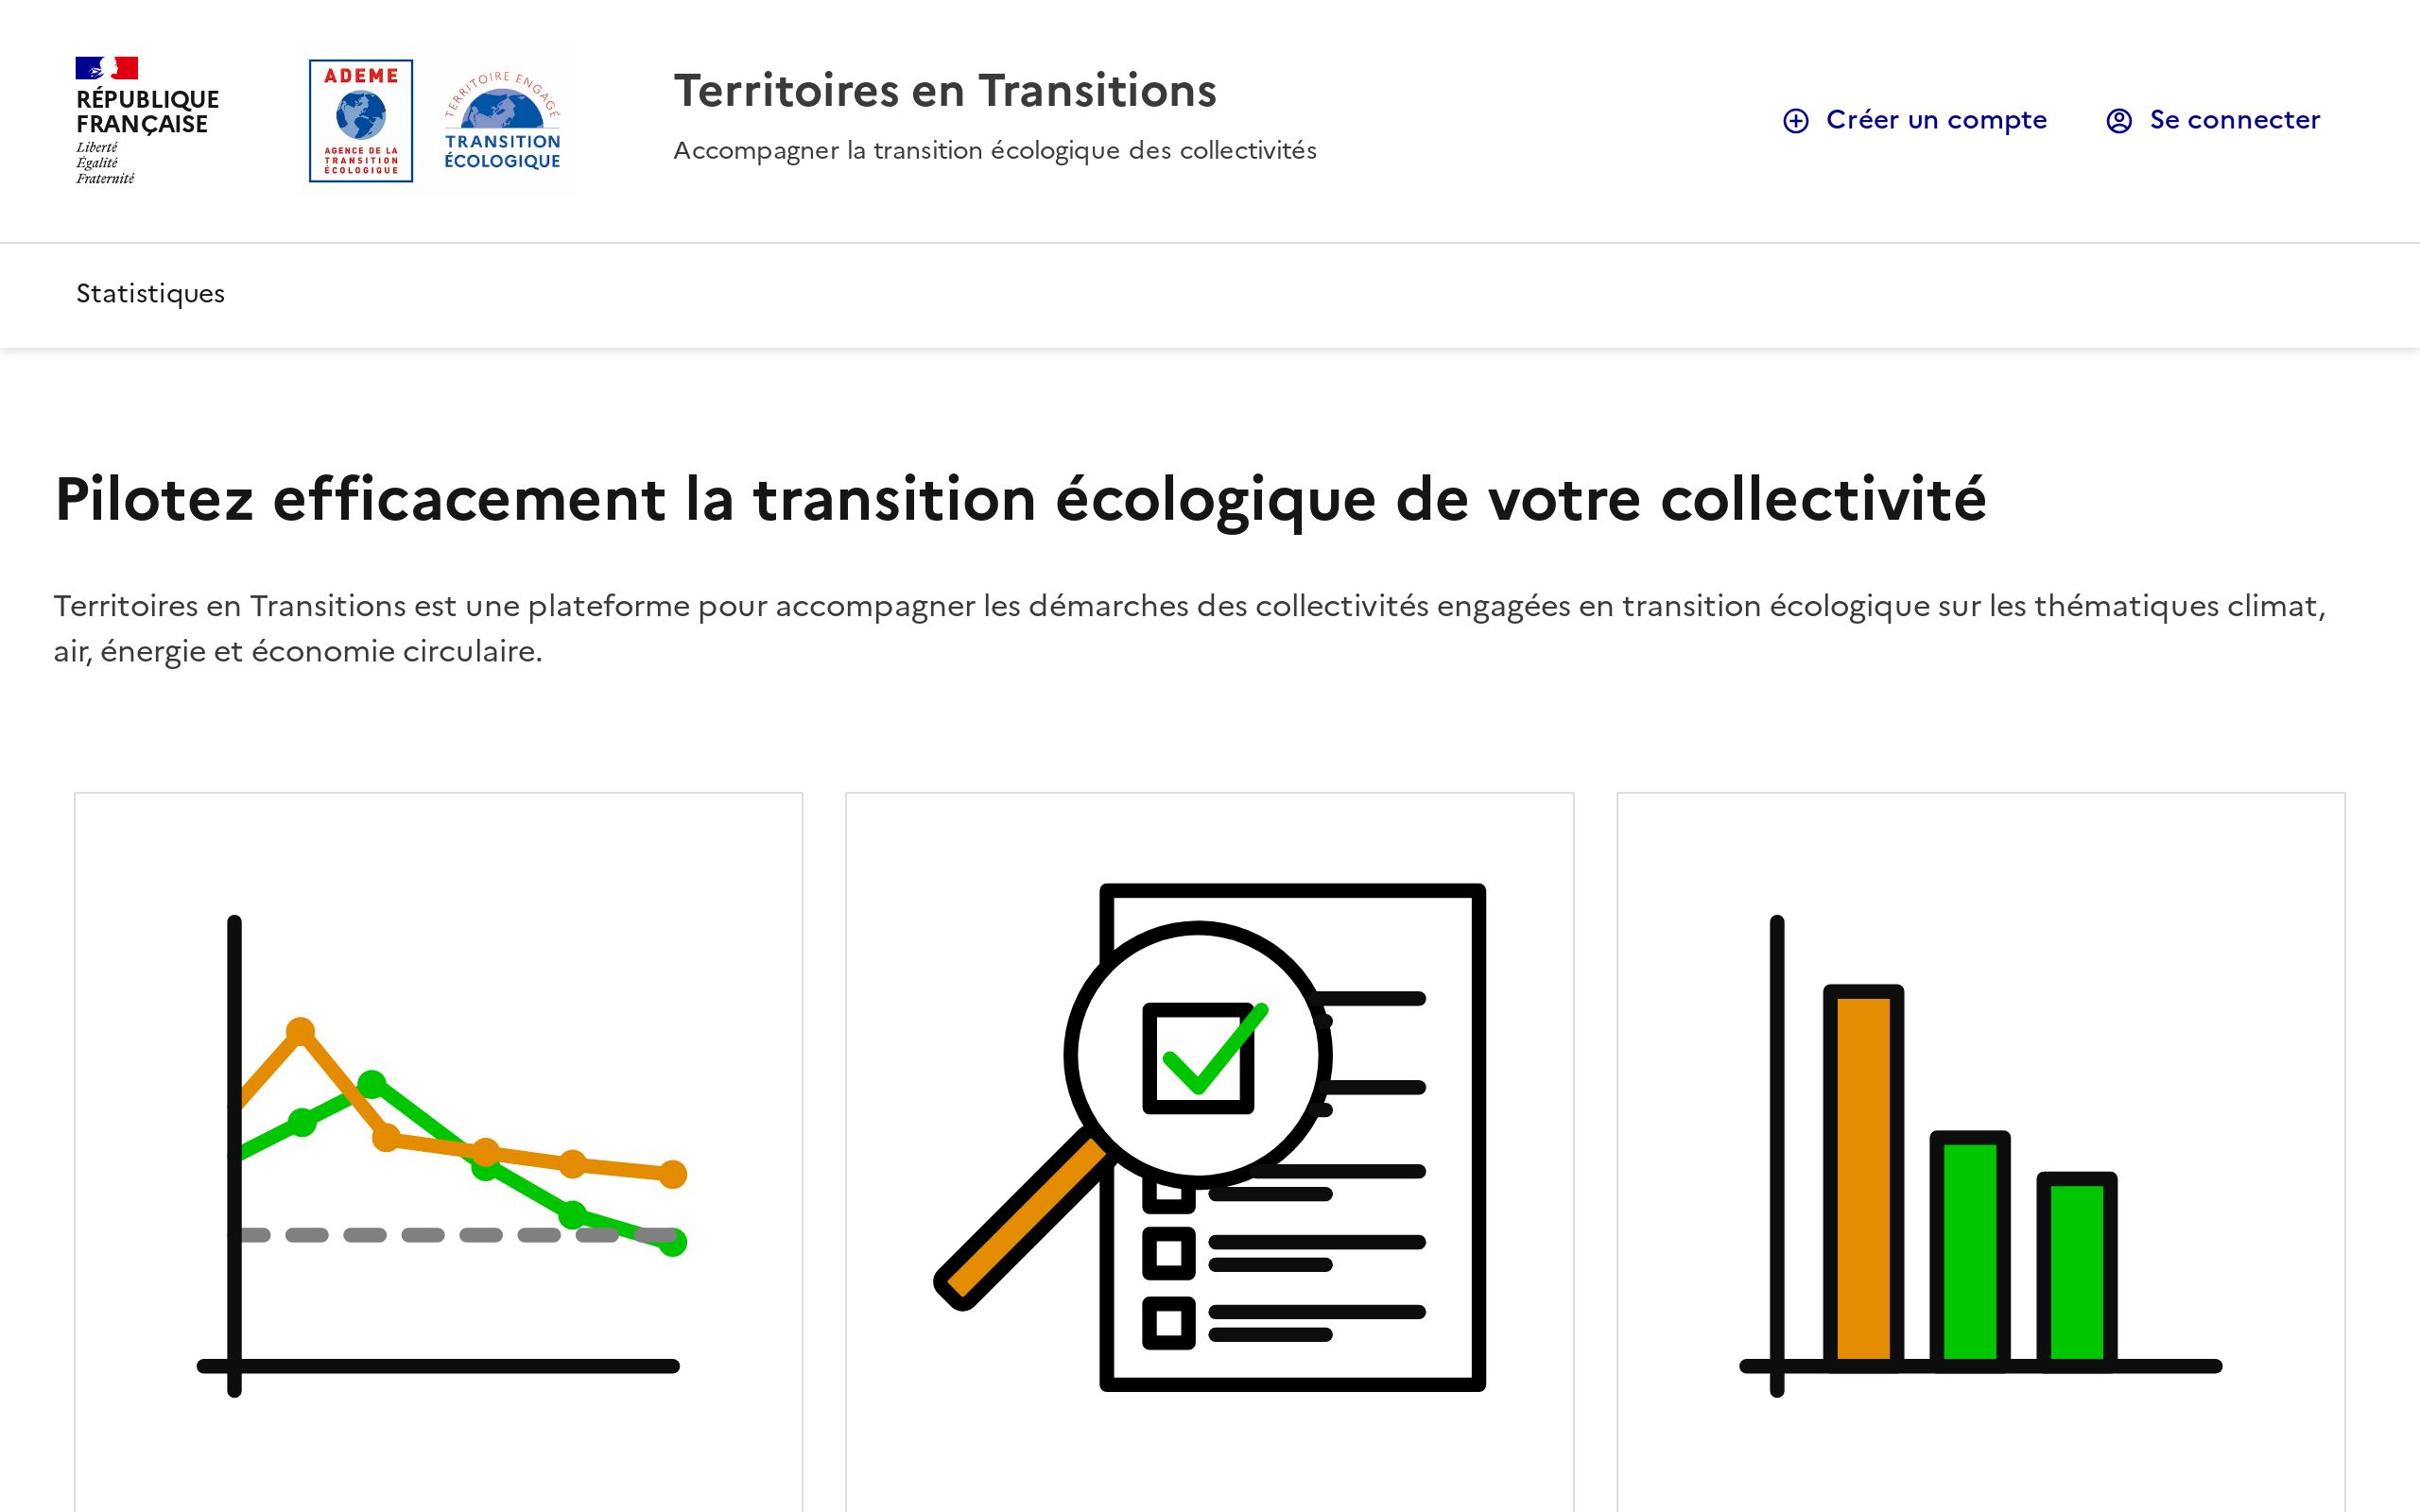 RÉPUBLIQUE
FRANÇAISE
Liberté
Égalité
Fraternité
ADEME
AGENCE DE LA
TRANSITION
ÉCOLOGIQUE
TERRITOIRE ENGAGÉ
TRANSITION
ÉCOLOGIQUE
Territoires en Transitions
Accompagner la transition écologique des collectivités
Créer un compte
Se connecter
Statistiques
Pilotez efficacement la transition écologique de votre collectivité
Territoires en Transitions est une plateforme pour accompagner les démarches des collectivités engagées en transition écologique sur les thématiques climat,
air, énergie et économie circulaire.